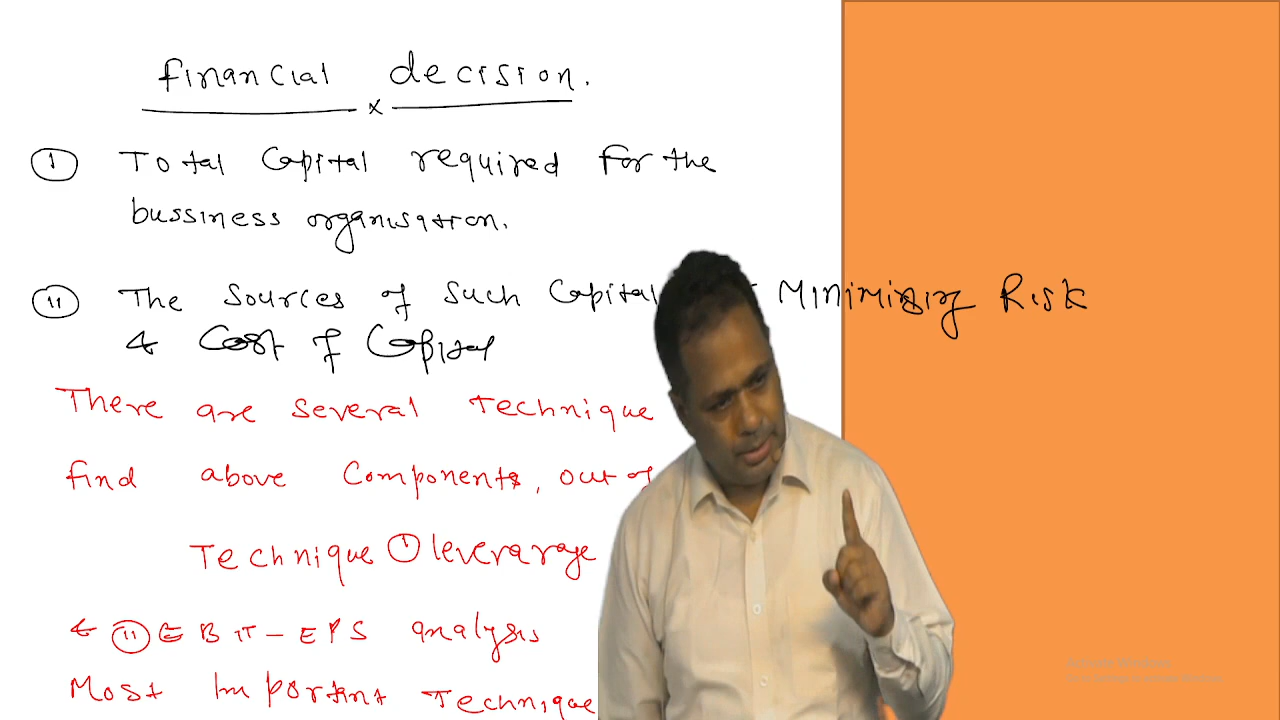 financial decision.
x
(i) Total Capital required for the
bussiness organisation.
(ii) The Sources of Such Capital Minimizing Risk
& Cost of Capital
There are several Technique
find above Components, out of
Technique (i) leverarage
& (ii) EBIT - EPS analysis
Most Important Technique